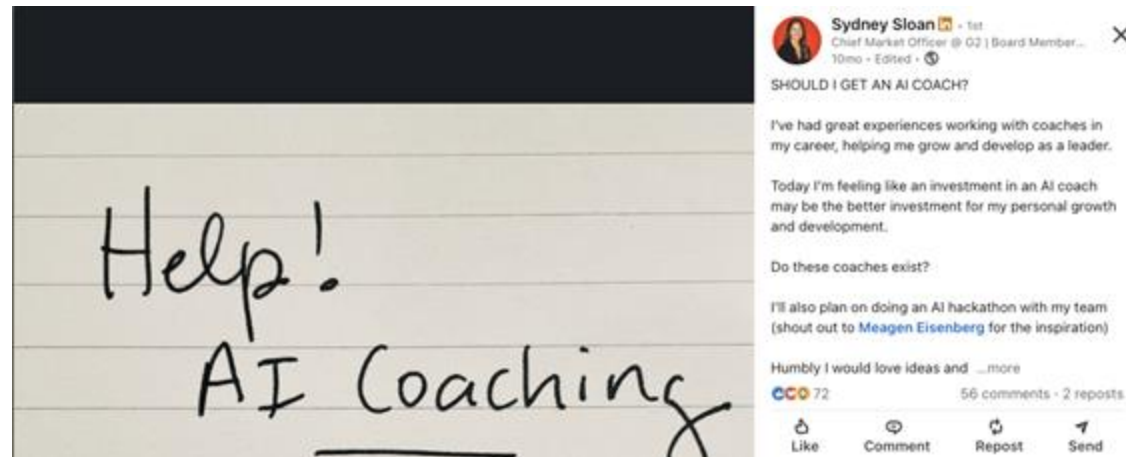 Help!
AI Coaching
Sydney Sloan · 1st
Chief Market Officer @ G2 | Board Member...
10mo · Edited ·
SHOULD I GET AN AI COACH?
I've had great experiences working with coaches in
my career, helping me grow and develop as a leader.
Today I'm feeling like an investment in an AI coach
may be the better investment for my personal growth
and development.
Do these coaches exist?
I'll also plan on doing an AI hackathon with my team
(shout out to Meagen Eisenberg for the inspiration)
Humbly I would love ideas and ...more
72
56 comments · 2 reposts
Like Comment Repost Send